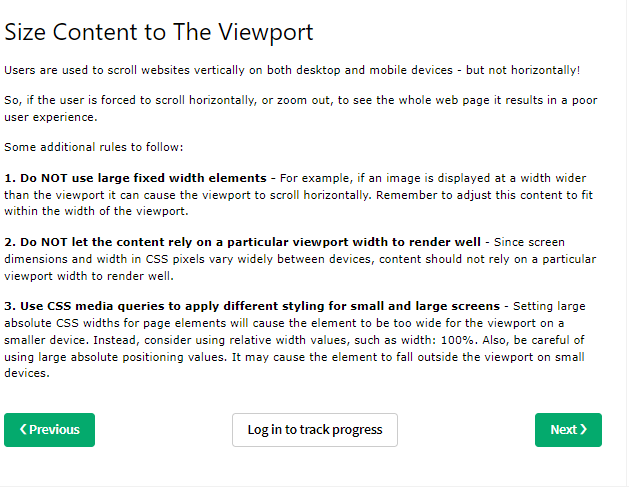 Size Content to The Viewport
Users are used to scroll websites vertically on both desktop and mobile devices - but not horizontally!
So, if the user is forced to scroll horizontally, or zoom out, to see the whole web page it results in a poor
user experience.
Some additional rules to follow:
1. Do NOT use large fixed width elements - For example, if an image is displayed at a width wider
than the viewport it can cause the viewport to scroll horizontally. Remember to adjust this content to fit
within the width of the viewport.
2. Do NOT let the content rely on a particular viewport width to render well - Since screen
dimensions and width in CSS pixels vary widely between devices, content should not rely on a particular
viewport width to render well.
3. Use CSS media queries to apply different styling for small and large screens - Setting large
absolute CSS widths for page elements will cause the element to be too wide for the viewport on a
smaller device. Instead, consider using relative width values, such as width: 100%. Also, be careful of
using large absolute positioning values. It may cause the element to fall outside the viewport on small
devices.
❮ Previous
Log in to track progress
Next ❯